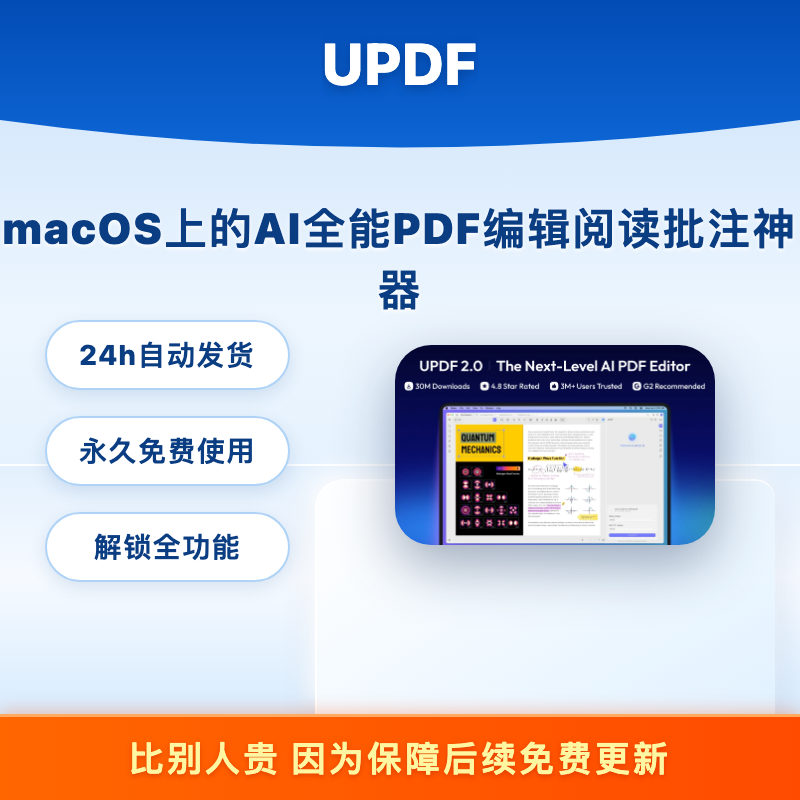 UPDF
macOS上的AI全能PDF编辑阅读批注神
器
24h自动发货
永久免费使用
解锁全功能
UPDF 2.0 | The Next-Level AI PDF Editor
30M Downloads 4.8 Star Rated 3M+ Users Trusted G2 Recommended
QUANTUM
MECHANICS
比别人贵 因为保障后续免费更新